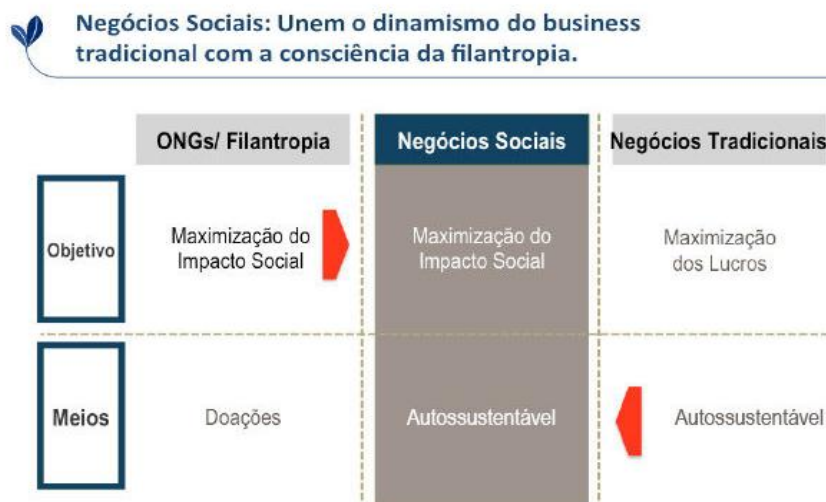 Negócios Sociais: Unem o dinamismo do business
tradicional com a consciência da filantropia.
ONGs/ Filantropia
Negócios Sociais
Negócios Tradicionais
Objetivo
Maximização do
Impacto Social
Maximização do
Impacto Social
Maximização
dos Lucros
Meios
Doações
Autossustentável
Autossustentável